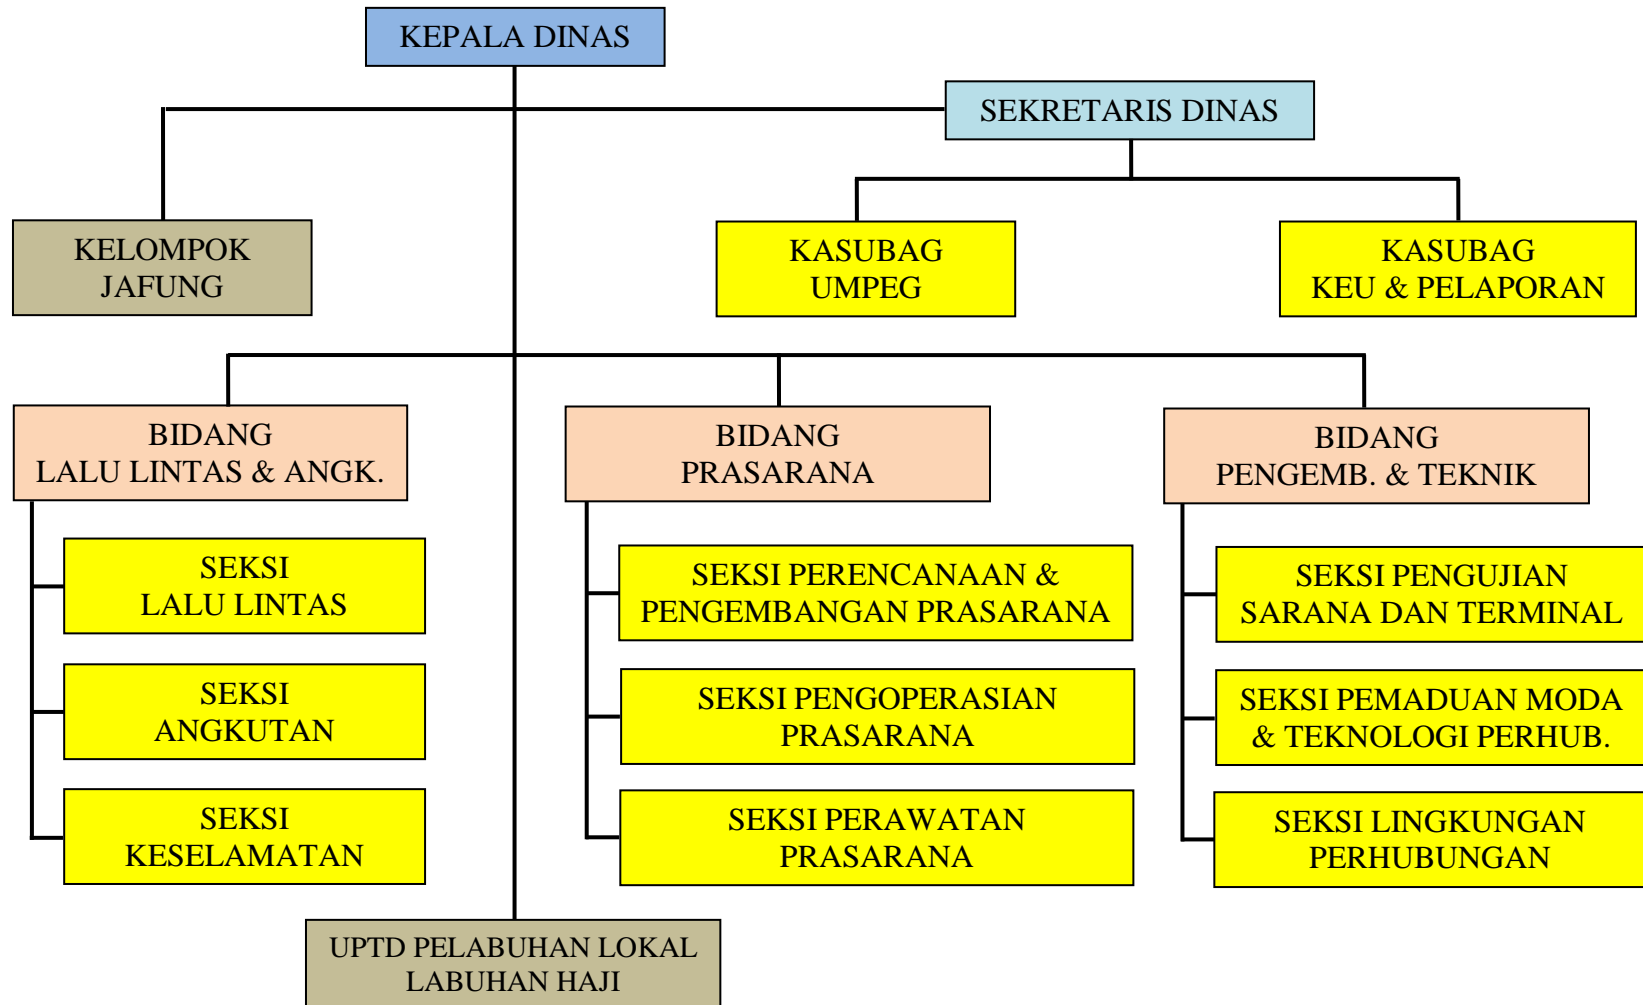 KEPALA DINAS
SEKRETARIS DINAS
KELOMPOK
JAFUNG
KASUBAG
UMPEG
KASUBAG
KEU & PELAPORAN
BIDANG
LALU LINTAS & ANGK.
BIDANG
PRASARANA
BIDANG
PENGEMB. & TEKNIK
SEKSI
LALU LINTAS
SEKSI
ANGKUTAN
SEKSI
KESELAMATAN
SEKSI PERENCANAAN &
PENGEMBANGAN PRASARANA
SEKSI PENGOPERASIAN
PRASARANA
SEKSI PERAWATAN
PRASARANA
SEKSI PENGUJIAN
SARANA DAN TERMINAL
SEKSI PEMADUAN MODA
& TEKNOLOGI PERHUB.
SEKSI LINGKUNGAN
PERHUBUNGAN
UPTD PELABUHAN LOKAL
LABUHAN HAJI